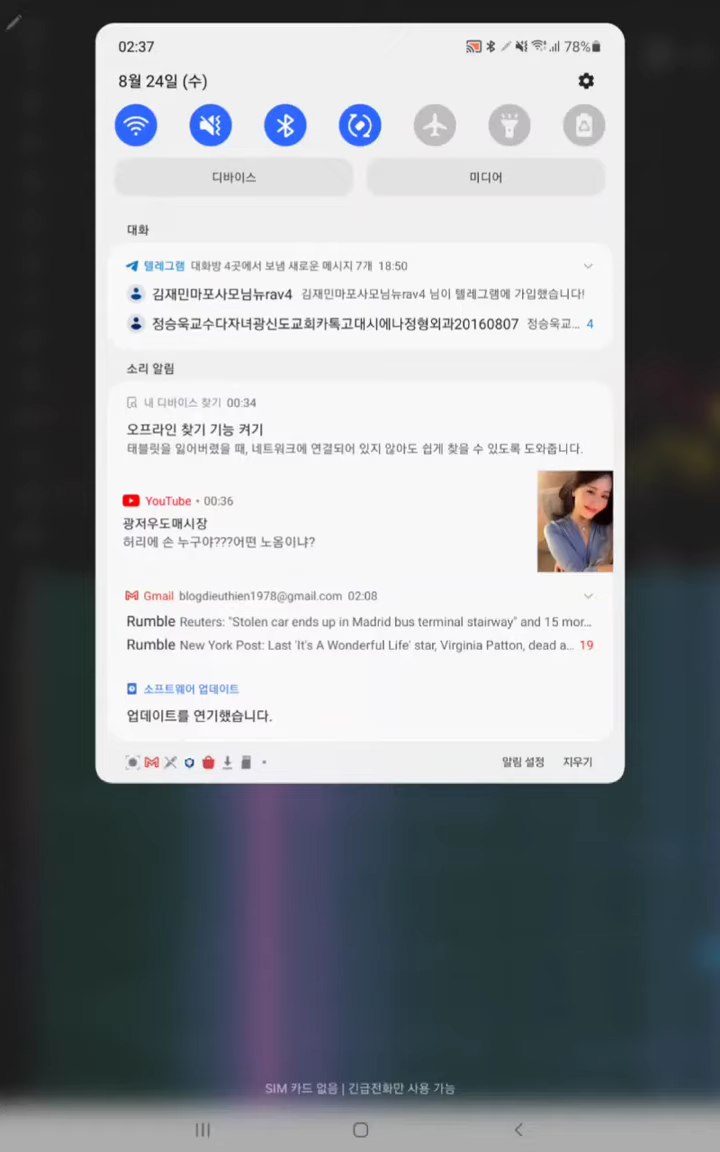 02:37
78%
8월 24일 (수)
디바이스
미디어
대화
텔레그램 대화방 4곳에서 보냄 새로운 메시지 7개 18:50
김재민마포사모님뉴rav4 김재민마포사모님뉴rav4 님이 텔레그램에 가입했습니다!
정승욱교수다자녀광신도교회카톡고대시에나정형외과20160807 정승욱교... 4
소리 알림
내 디바이스 찾기 00:34
오프라인 찾기 기능 켜기
태블릿을 잃어버렸을 때, 네트워크에 연결되어 있지 않아도 쉽게 찾을 수 있도록 도와줍니다.
YouTube • 00:36
광저우도매시장
허리에 손 누구야???어떤 노옴이냐?
Gmail blogdieuthien1978@gmail.com 02:08
Rumble Reuters: "Stolen car ends up in Madrid bus terminal stairway" and 15 mor...
Rumble New York Post: Last 'It's A Wonderful Life' star, Virginia Patton, dead a... 19
소프트웨어 업데이트
업데이트를 연기했습니다.
알림 설정 지우기
SIM 카드 없음 | 긴급전화만 사용 가능